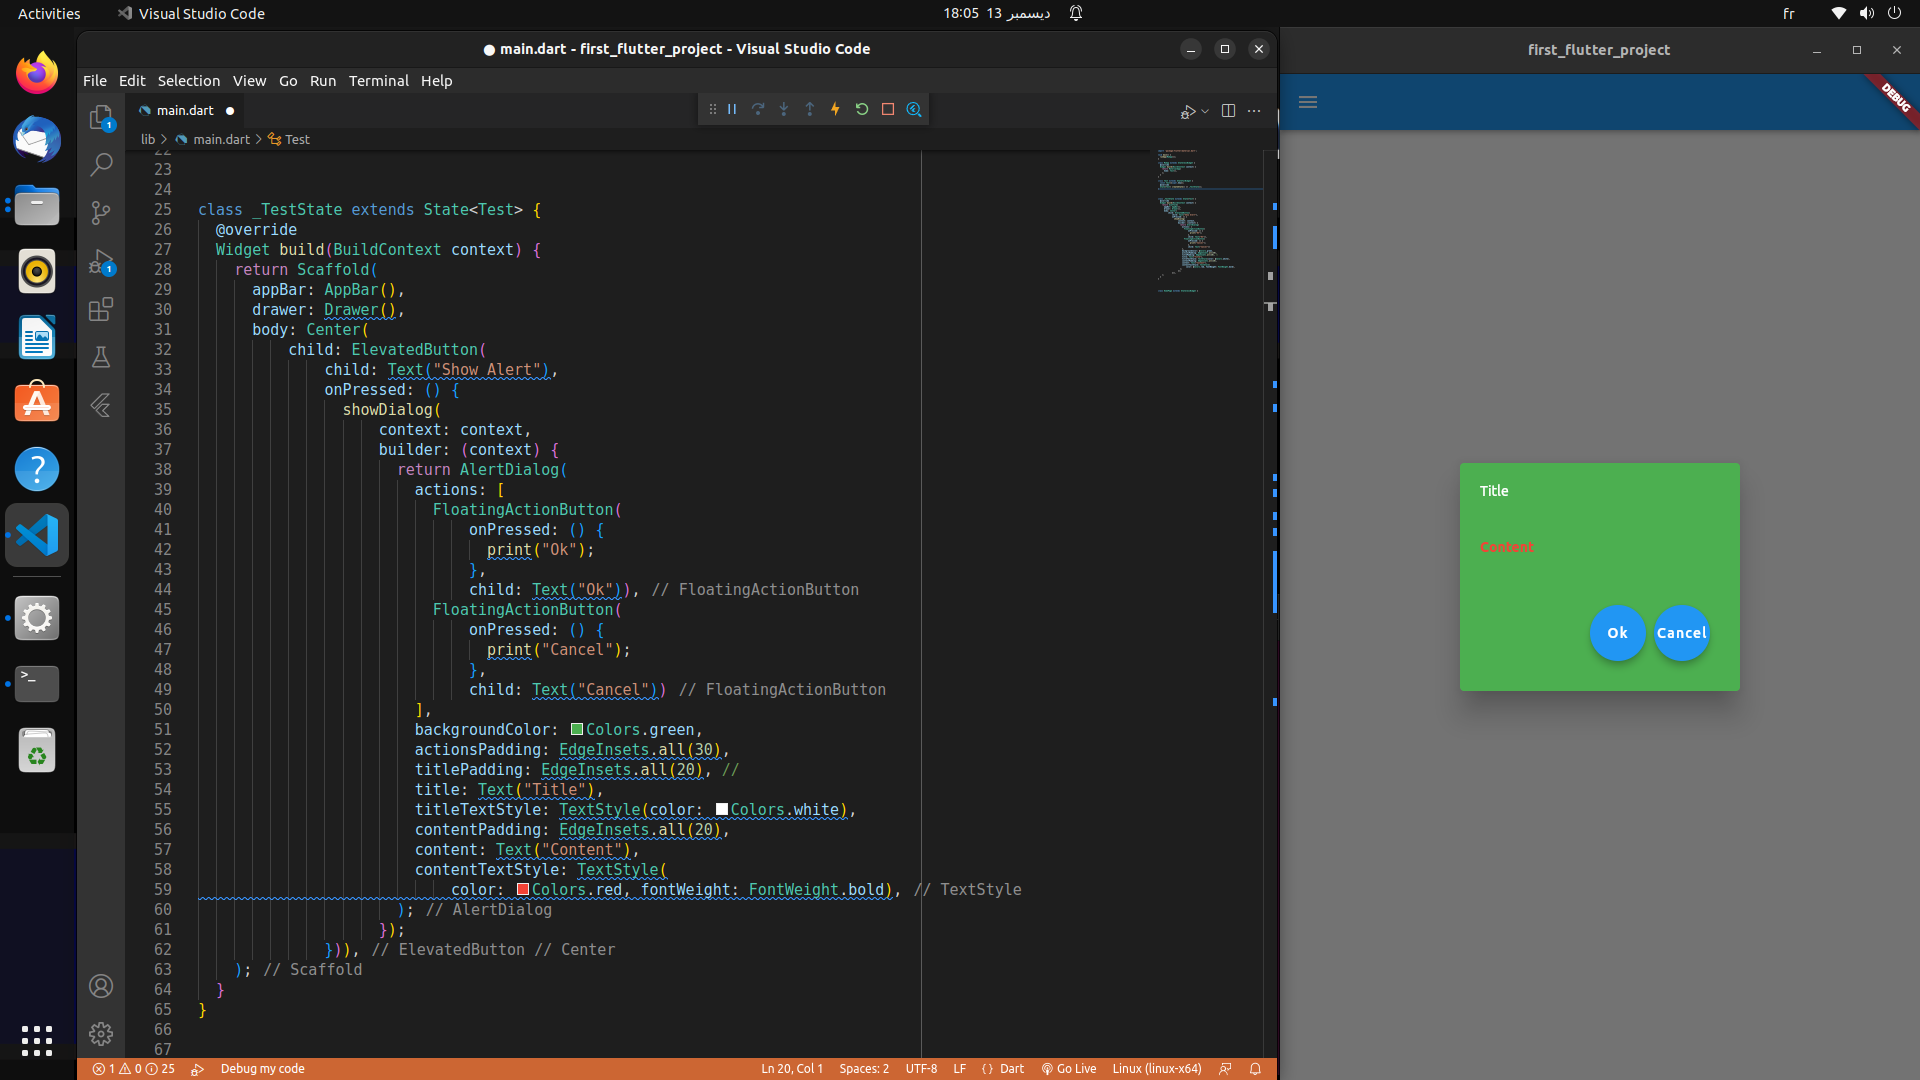 Activities
Visual Studio Code
18:05 13 ديسمبر
fr
● main.dart - first_flutter_project - Visual Studio Code
first_flutter_project
File Edit Selection View Go Run Terminal Help
DEBUG
main.dart ●
lib > main.dart > Test
1
1
22
23
24
25 class _TestState extends State<Test> {
26 @override
27 Widget build(BuildContext context) {
28 return Scaffold(
29 appBar: AppBar(),
30 drawer: Drawer(),
31 body: Center(
32 child: ElevatedButton(
33 child: Text("Show Alert"),
34 onPressed: () {
35 showDialog(
36 context: context,
37 builder: (context) {
38 return AlertDialog(
39 actions: [
40 FloatingActionButton(
41 onPressed: () {
42 print("Ok");
43 },
44 child: Text("Ok")), // FloatingActionButton
45 FloatingActionButton(
46 onPressed: () {
47 print("Cancel");
48 },
49 child: Text("Cancel")) // FloatingActionButton
50 ],
51 backgroundColor: Colors.green,
52 actionsPadding: EdgeInsets.all(30),
53 titlePadding: EdgeInsets.all(20), //
54 title: Text("Title"),
55 titleTextStyle: TextStyle(color: Colors.white),
56 contentPadding: EdgeInsets.all(20),
57 content: Text("Content"),
58 contentTextStyle: TextStyle(
59 color: Colors.red, fontWeight: FontWeight.bold), // TextStyle
60 ); // AlertDialog
61 });
62 })), // ElevatedButton // Center
63 ); // Scaffold
64 }
65 }
66
67
Title
Content
Ok Cancel
1 0 25 Debug my code
Ln 20, Col 1 Spaces: 2 UTF-8 LF {} Dart Go Live Linux (linux-x64)